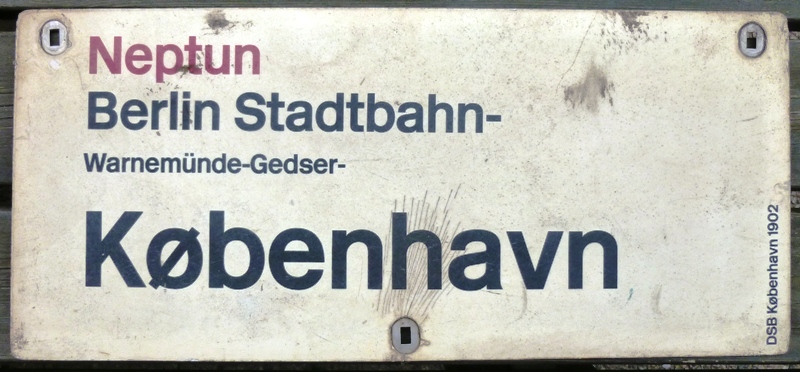 Neptun
Berlin Stadtbahn-
Warnemünde-Gedser-
København
DSB København 1902